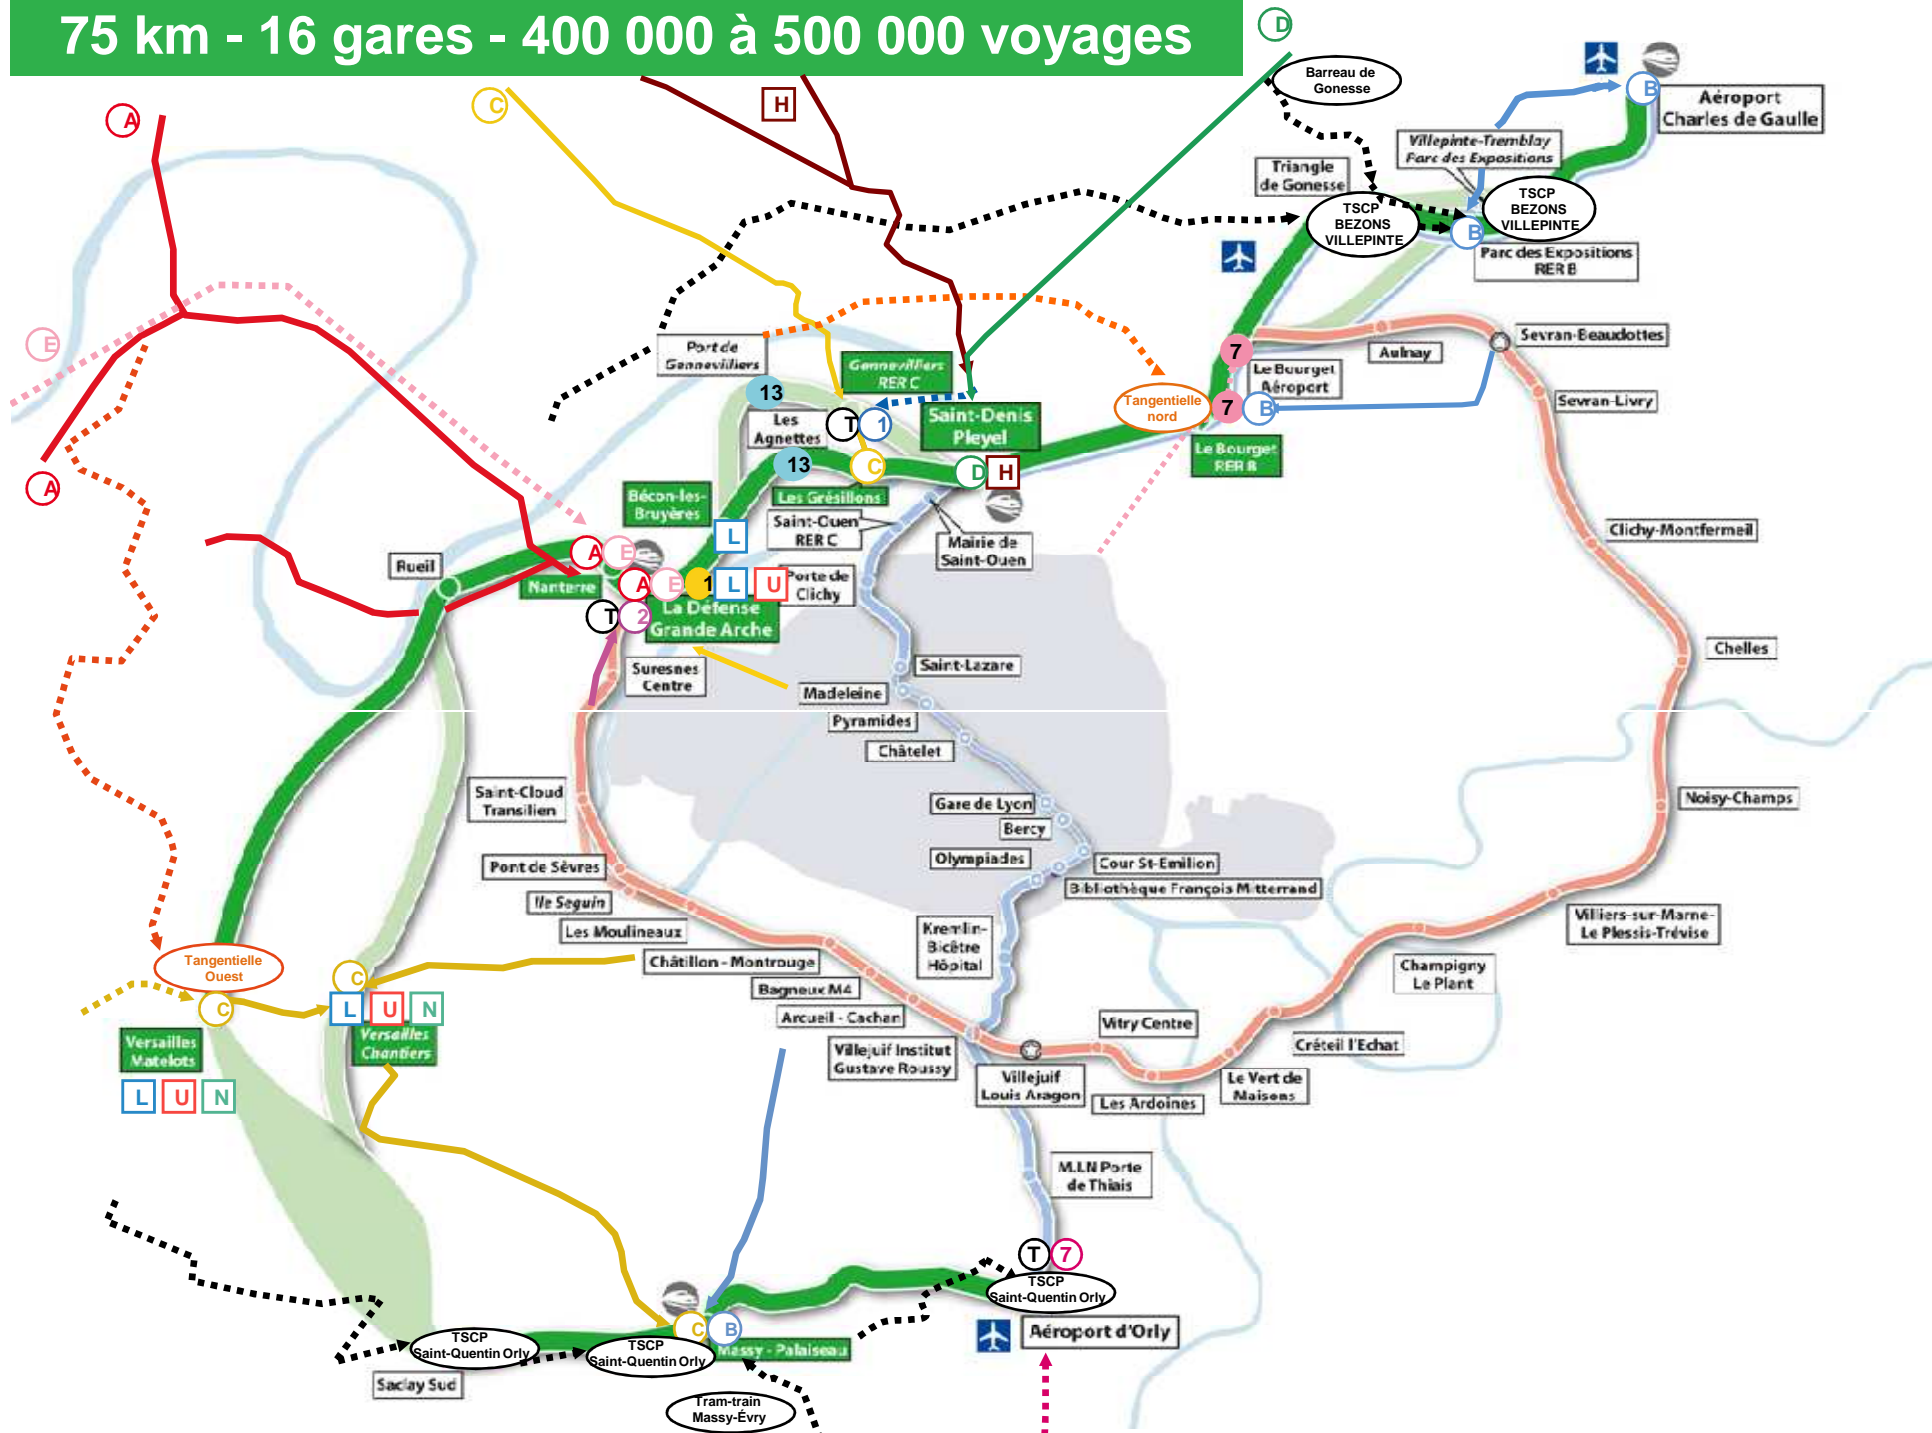 75 km - 16 gares - 400 000 à 500 000 voyages
D
Barreau de
Gonesse
B
Aéroport
Charles de Gaulle
A
C
H
Villepinte-Tremblay
Parc des Expositions
Triangle
de Gonesse
TSCP
BEZONS
VILLEPINTE
TSCP
BEZONS
VILLEPINTE
B
Parc des Expositions
RER B
E
Port de
Gennevilliers
Gennevilliers
RER C
7
Le Bourget
Aéroport
Aulnay
Sevran-Beaudottes
Sevran-Livry
13
Les
Agnettes
T
1
Saint-Denis
Pleyel
Tangentielle
nord
7
B
Le Bourget
RER B
A
13
C
D
H
Les Grésillons
Bécon-les-
Bruyères
L
Saint-Ouen
RER C
Mairie de
Saint-Ouen
Clichy-Montfermeil
Rueil
A
E
Nanterre
A
E
1
L
U
Porte de
Clichy
T
2
La Défense
Grande Arche
Suresnes
Centre
Saint-Lazare
Chelles
Madeleine
Pyramides
Châtelet
Saint-Cloud
Transilien
Gare de Lyon
Bercy
Noisy-Champs
Olympiades
Cour St-Emilion
Pont de Sèvres
Bibliothèque François Mitterrand
Ile Seguin
Les Moulineaux
Kremlin-
Bicêtre
Hôpital
Villiers-sur-Marne-
Le Plessis-Trévise
Tangentielle
Ouest
Châtillon - Montrouge
Champigny
Le Plant
C
C
L
U
N
Bagneux M4
Arcueil - Cachan
Vitry Centre
Versailles
Matelots
Versailles
Chantiers
Villejuif Institut
Gustave Roussy
Créteil l'Echat
L
U
N
Villejuif
Louis Aragon
Les Ardoines
Le Vert de
Maisons
M.I.N Porte
de Thiais
T
7
TSCP
Saint-Quentin Orly
C
B
Aéroport d'Orly
TSCP
Saint-Quentin Orly
TSCP
Saint-Quentin Orly
Massy - Palaiseau
Saclay Sud
Tram-train
Massy-Évry